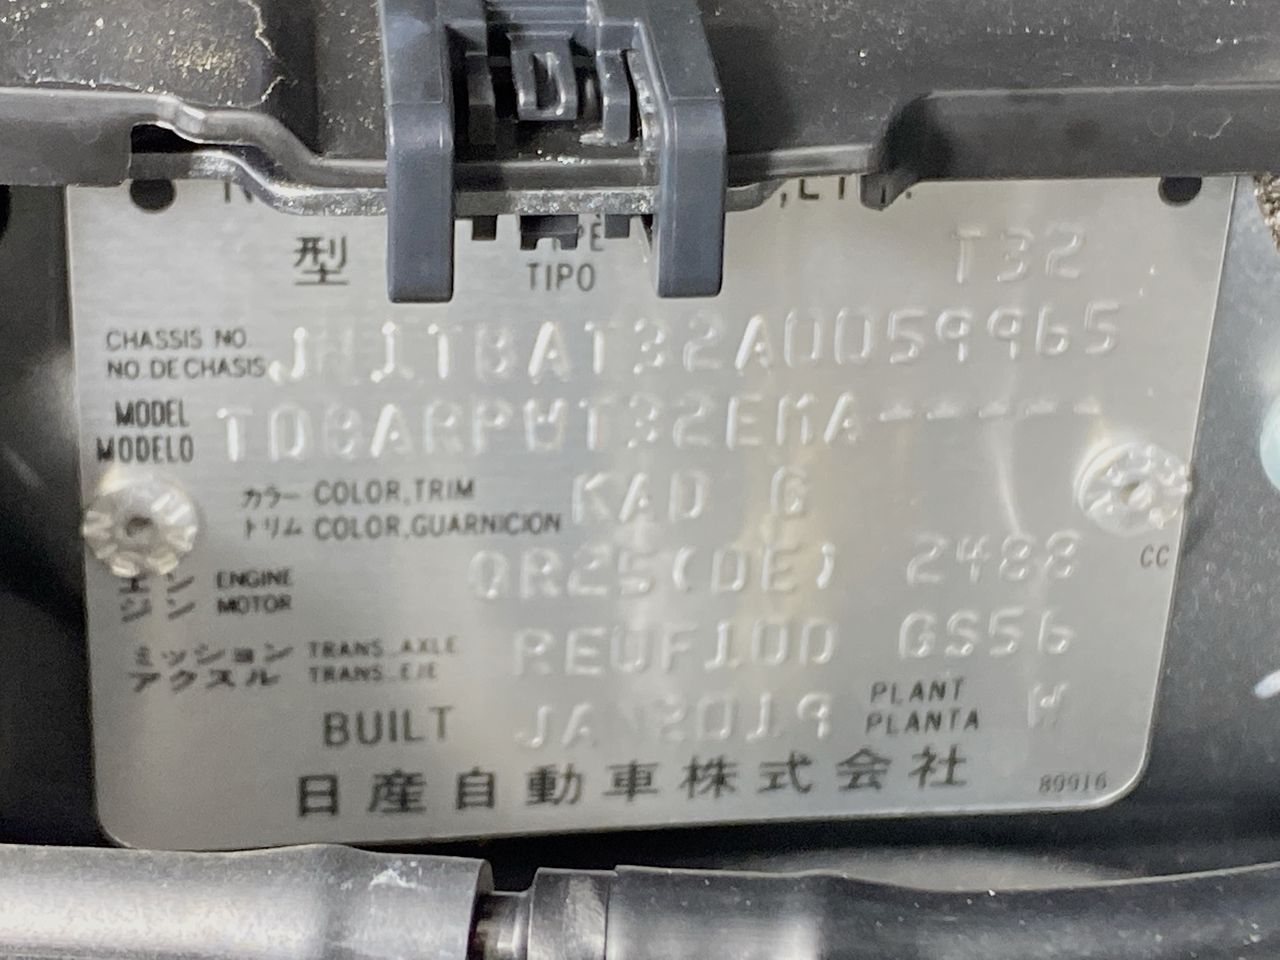 ,LTD.
型 TYPE T32
TIPO
CHASSIS NO. JN1TBAT32A0059965
NO. DE CHASIS
MODEL TDBARPWT32EMA-----
MODELO
カラー COLOR,TRIM KAD G
トリム COLOR,GUARNICION
エン ENGINE QR25(DE) 2488 CC
ジン MOTOR
ミッション TRANS. AXLE RE0F10D GS56
アクスル TRANS. EJE
BUILT JA 2019 PLANT W
PLANTA
日産自動車株式会社 89916